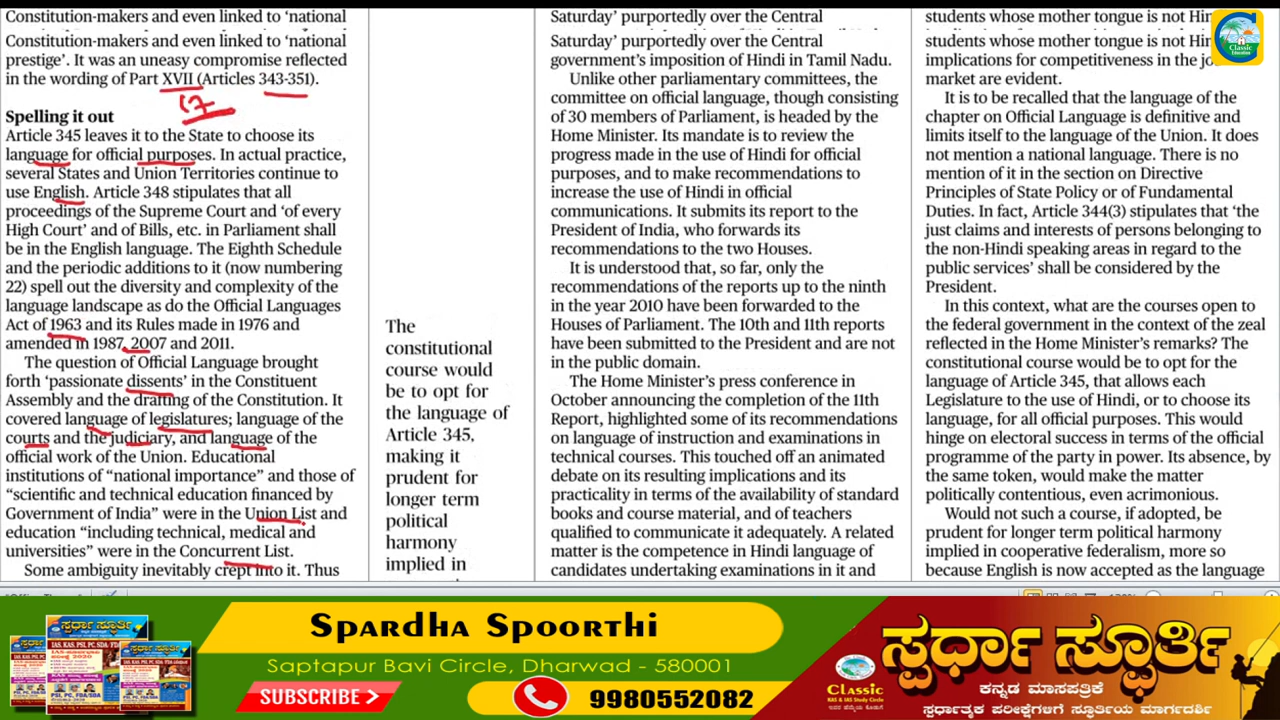 Constitution-makers and even linked to ‘national
Constitution-makers and even linked to ‘national
prestige’. It was an uneasy compromise reflected
in the wording of Part XVII (Articles 343-351).
17
Spelling it out
Article 345 leaves it to the State to choose its
language for official purposes. In actual practice,
several States and Union Territories continue to
use English. Article 348 stipulates that all
proceedings of the Supreme Court and ‘of every
High Court’ and of Bills, etc. in Parliament shall
be in the English language. The Eighth Schedule
and the periodic additions to it (now numbering
22) spell out the diversity and complexity of the
language landscape as do the Official Languages
Act of 1963 and its Rules made in 1976 and
amended in 1987, 2007 and 2011.
The question of Official Language brought
forth ‘passionate dissents’ in the Constituent
Assembly and the drafting of the Constitution. It
covered language of legislatures; language of the
courts and the judiciary, and language of the
official work of the Union. Educational
institutions of “national importance” and those of
“scientific and technical education financed by
Government of India” were in the Union List and
education “including technical, medical and
universities” were in the Concurrent List.
Some ambiguity inevitably crept into it. Thus
The
constitutional
course would
be to opt for
the language of
Article 345,
making it
prudent for
longer term
political
harmony
implied in
Saturday’ purportedly over the Central
Saturday’ purportedly over the Central
government’s imposition of Hindi in Tamil Nadu.
Unlike other parliamentary committees, the
committee on official language, though consisting
of 30 members of Parliament, is headed by the
Home Minister. Its mandate is to review the
progress made in the use of Hindi for official
purposes, and to make recommendations to
increase the use of Hindi in official
communications. It submits its report to the
President of India, who forwards its
recommendations to the two Houses.
It is understood that, so far, only the
recommendations of the reports up to the ninth
in the year 2010 have been forwarded to the
Houses of Parliament. The 10th and 11th reports
have been submitted to the President and are not
in the public domain.
The Home Minister’s press conference in
October announcing the completion of the 11th
Report, highlighted some of its recommendations
on language of instruction and examinations in
technical courses. This touched off an animated
debate on its resulting implications and its
practicality in terms of the availability of standard
books and course material, and of teachers
qualified to communicate it adequately. A related
matter is the competence in Hindi language of
candidates undertaking examinations in it and
students whose mother tongue is not
students whose mother tongue is not
implications for competitiveness in the
market are evident.
It is to be recalled that the language of the
chapter on Official Language is definitive and
limits itself to the language of the Union. It does
not mention a national language. There is no
mention of it in the section on Directive
Principles of State Policy or of Fundamental
Duties. In fact, Article 344(3) stipulates that ‘the
just claims and interests of persons belonging to
the non-Hindi speaking areas in regard to the
public services’ shall be considered by the
President.
In this context, what are the courses open to
the federal government in the context of the zeal
reflected in the Home Minister’s remarks? The
constitutional course would be to opt for the
language of Article 345, that allows each
Legislature to the use of Hindi, or to choose its
language, for all official purposes. This would
hinge on electoral success in terms of the official
programme of the party in power. Its absence, by
the same token, would make the matter
politically contentious, even acrimonious.
Would not such a course, if adopted, be
prudent for longer term political harmony
implied in cooperative federalism, more so
because English is now accepted as the language
Classic
Education
Spardha Spoorthi
Saptapur Bavi Circle Dharwad - 580001
SUBSCRIBE >
9980552082
Classic
ಸ್ಪರ್ಧಾ ಸ್ಫೂರ್ತಿ
ಕನ್ನಡ ಮಾಸಪತ್ರಿಕೆ
ಸ್ಪರ್ಧಾತ್ಮಕ ಪರೀಕ್ಷೆಗಳಿಗೆ ಸ್ಫೂರ್ತಿಯ ಮಾರ್ಗದರ್ಶಿ